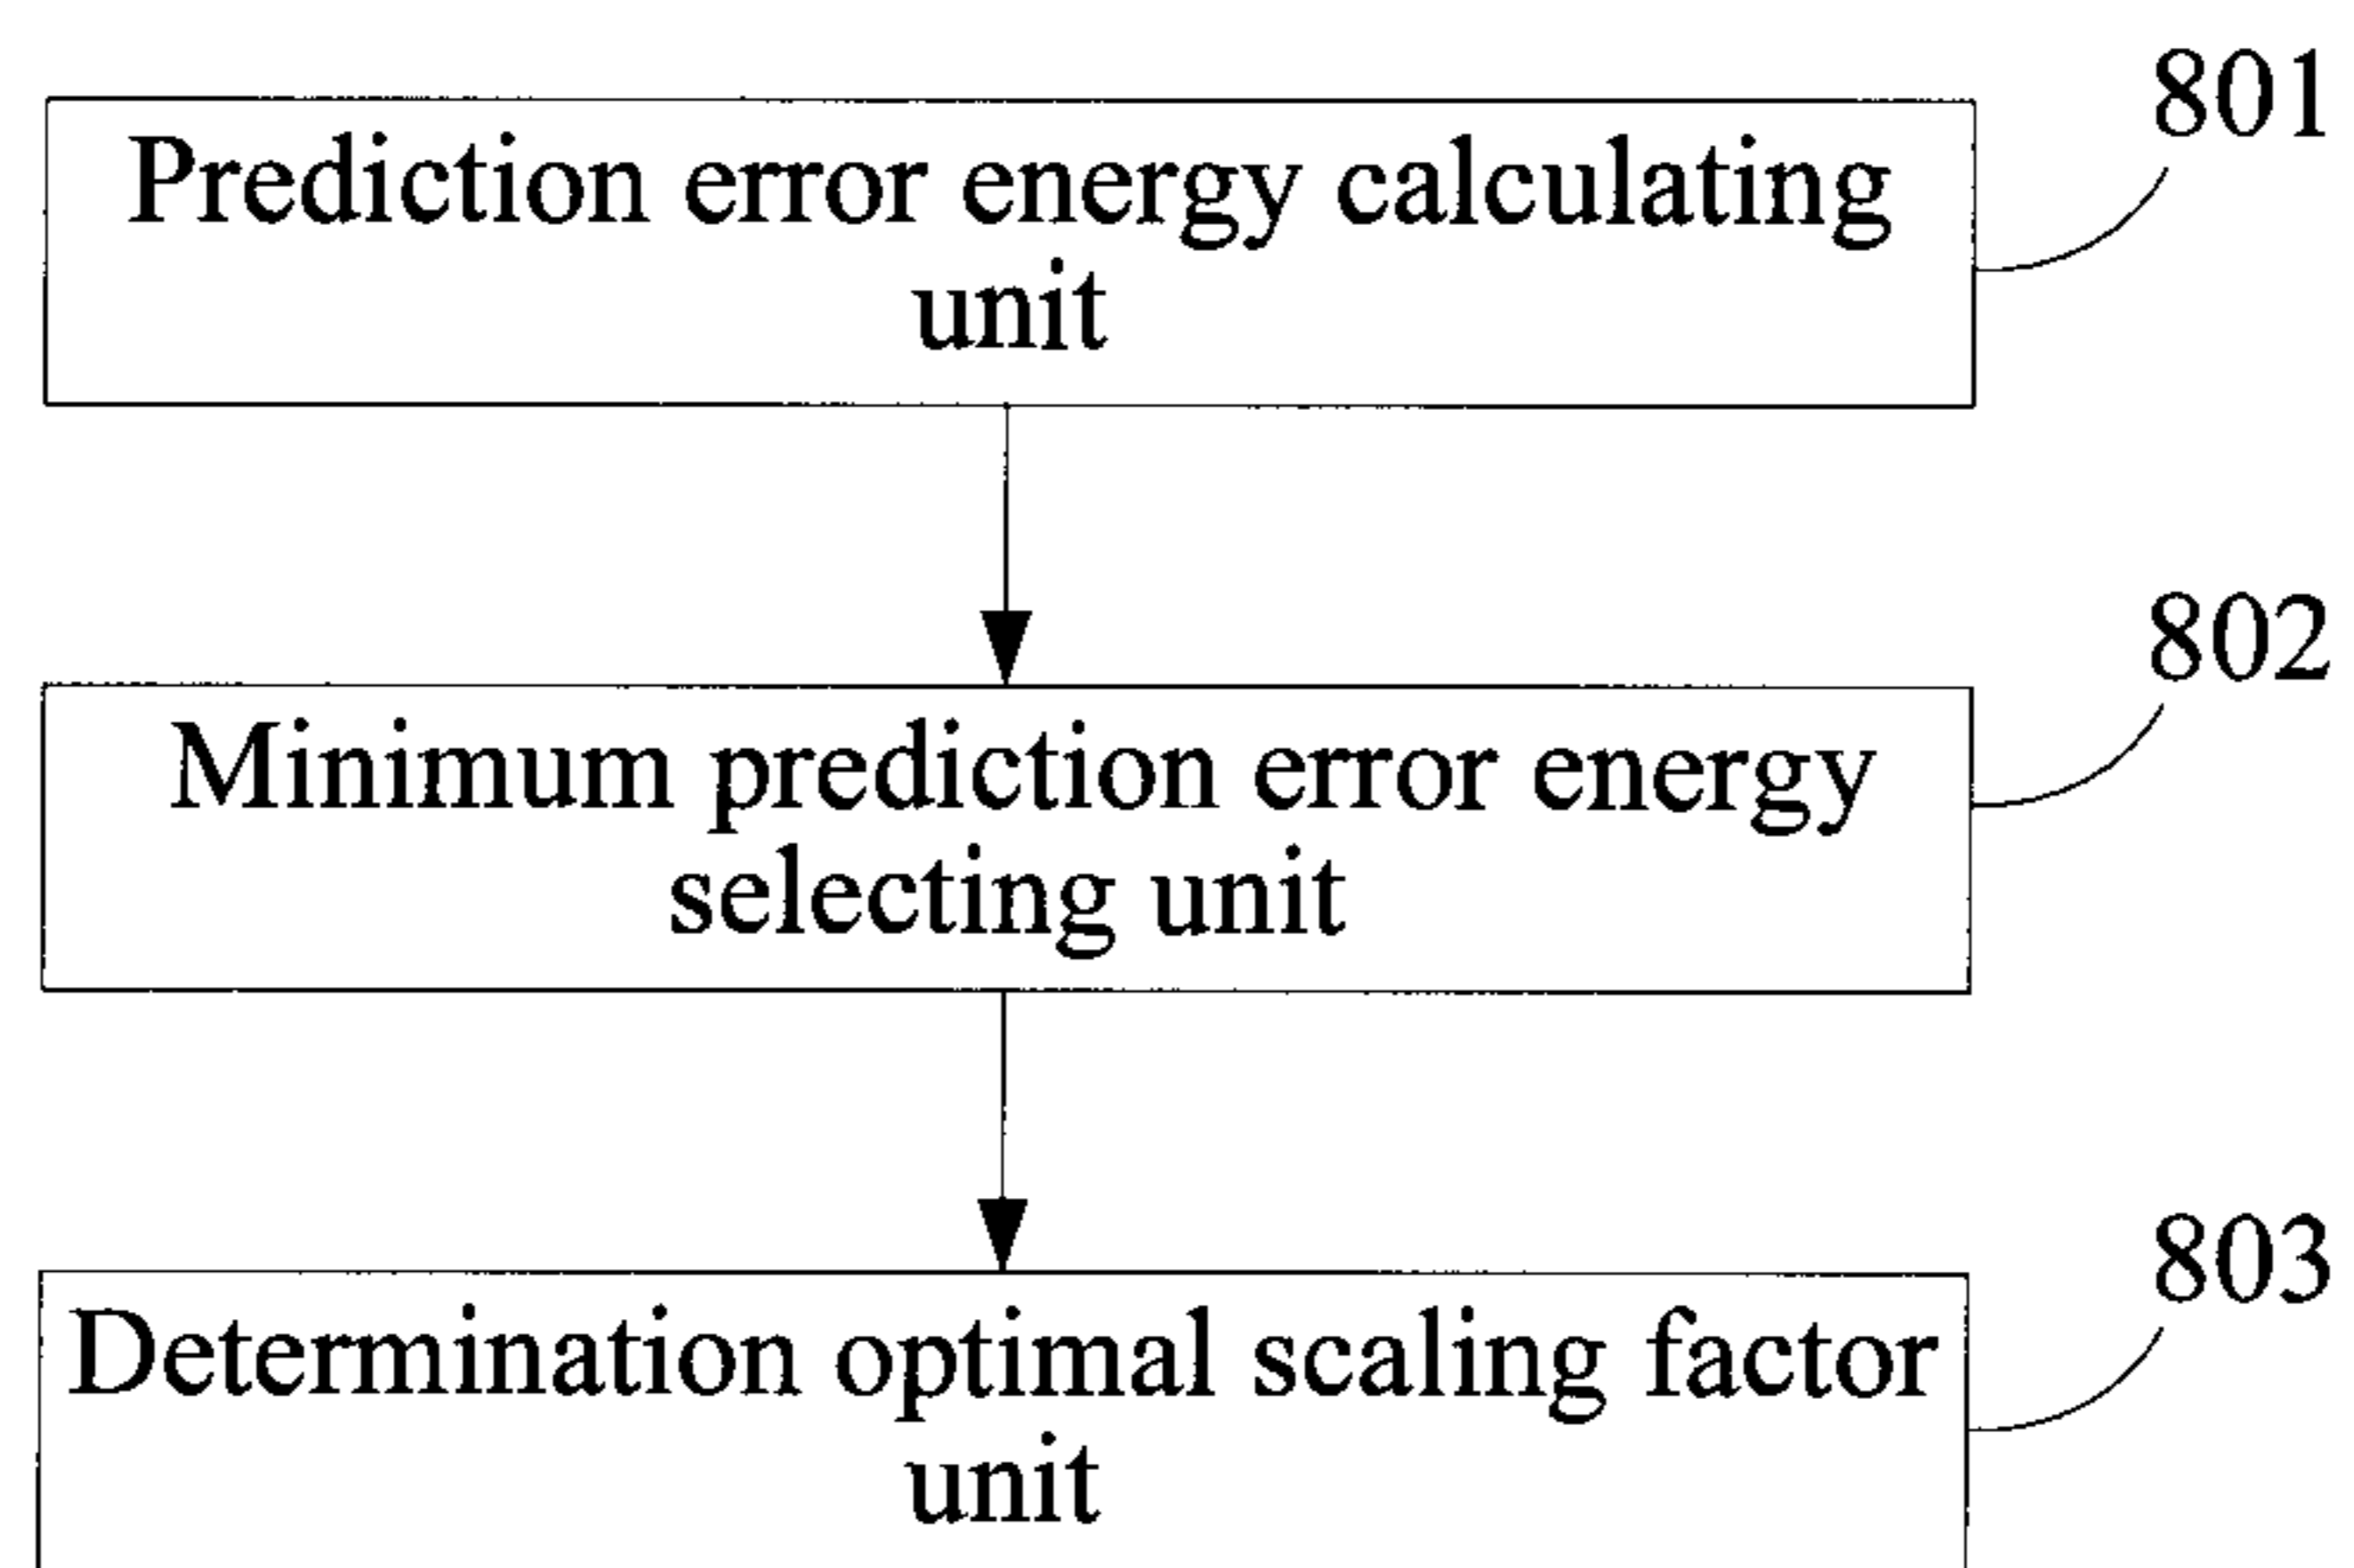 801
Prediction error energy calculating
unit
802
Minimum prediction error energy
selecting unit
803
Determination optimal scaling factor
unit